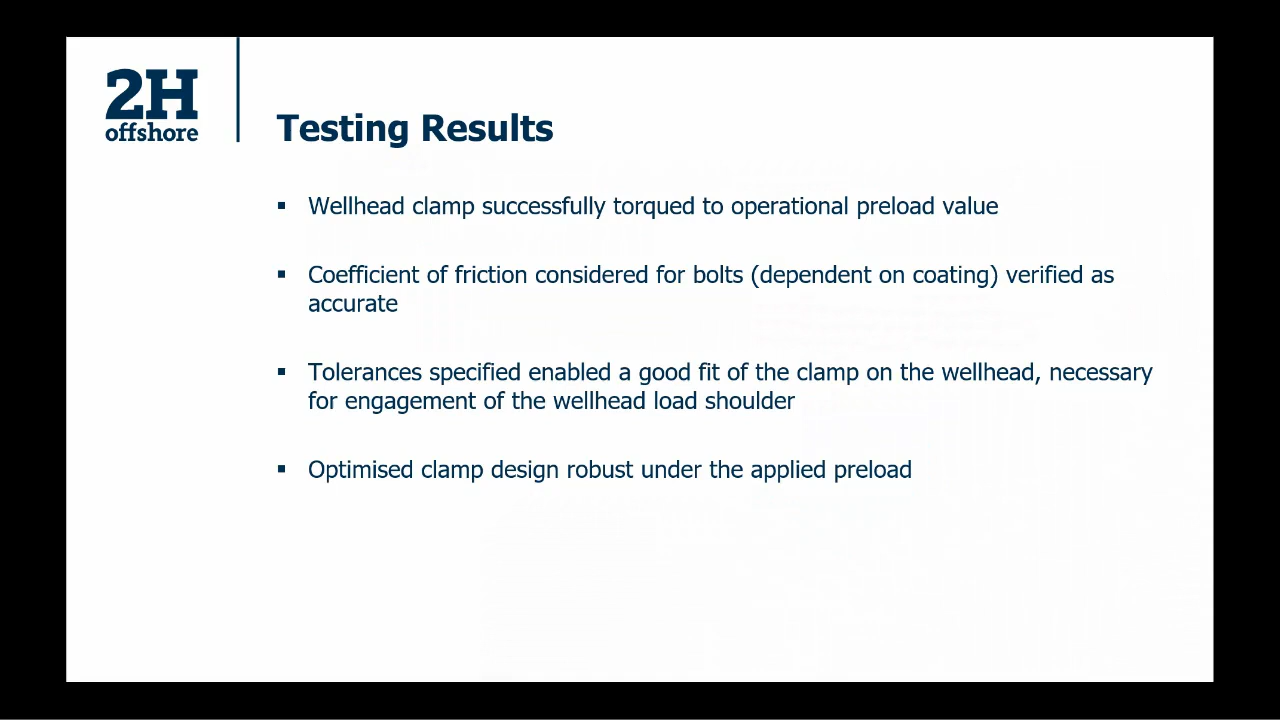 2H
offshore
Testing Results
▪ Wellhead clamp successfully torqued to operational preload value
▪ Coefficient of friction considered for bolts (dependent on coating) verified as
accurate
▪ Tolerances specified enabled a good fit of the clamp on the wellhead, necessary
for engagement of the wellhead load shoulder
▪ Optimised clamp design robust under the applied preload